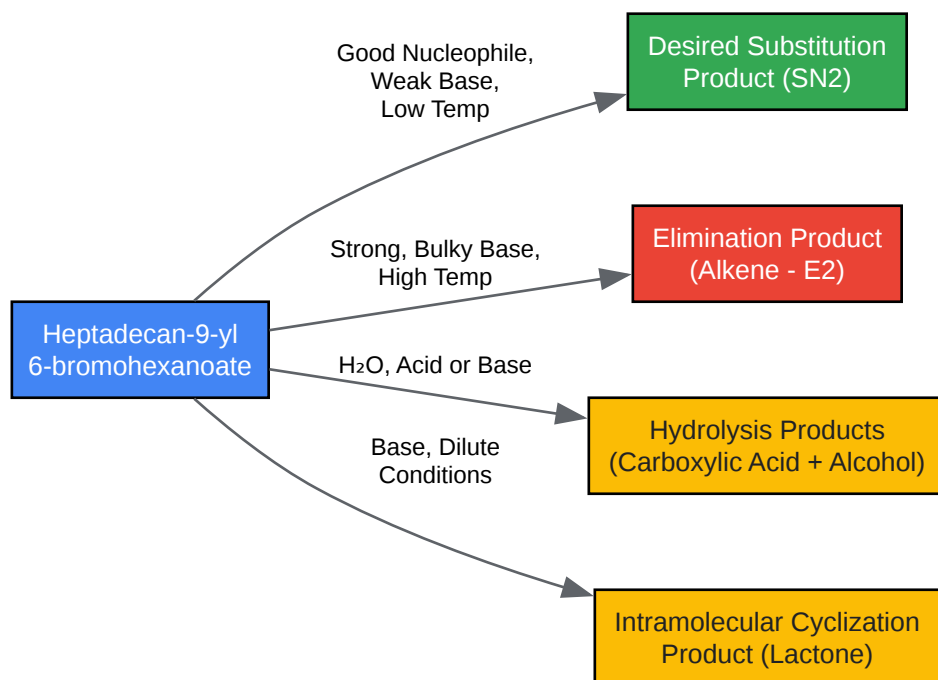 Good Nucleophile,
Weak Base,
Low Temp
Desired Substitution
Product (SN2)
Strong, Bulky Base,
High Temp
Elimination Product
(Alkene - E2)
Heptadecan-9-yl
6-bromohexanoate
H₂O, Acid or Base
Hydrolysis Products
(Carboxylic Acid + Alcohol)
Base, Dilute
Conditions
Intramolecular Cyclization
Product (Lactone)